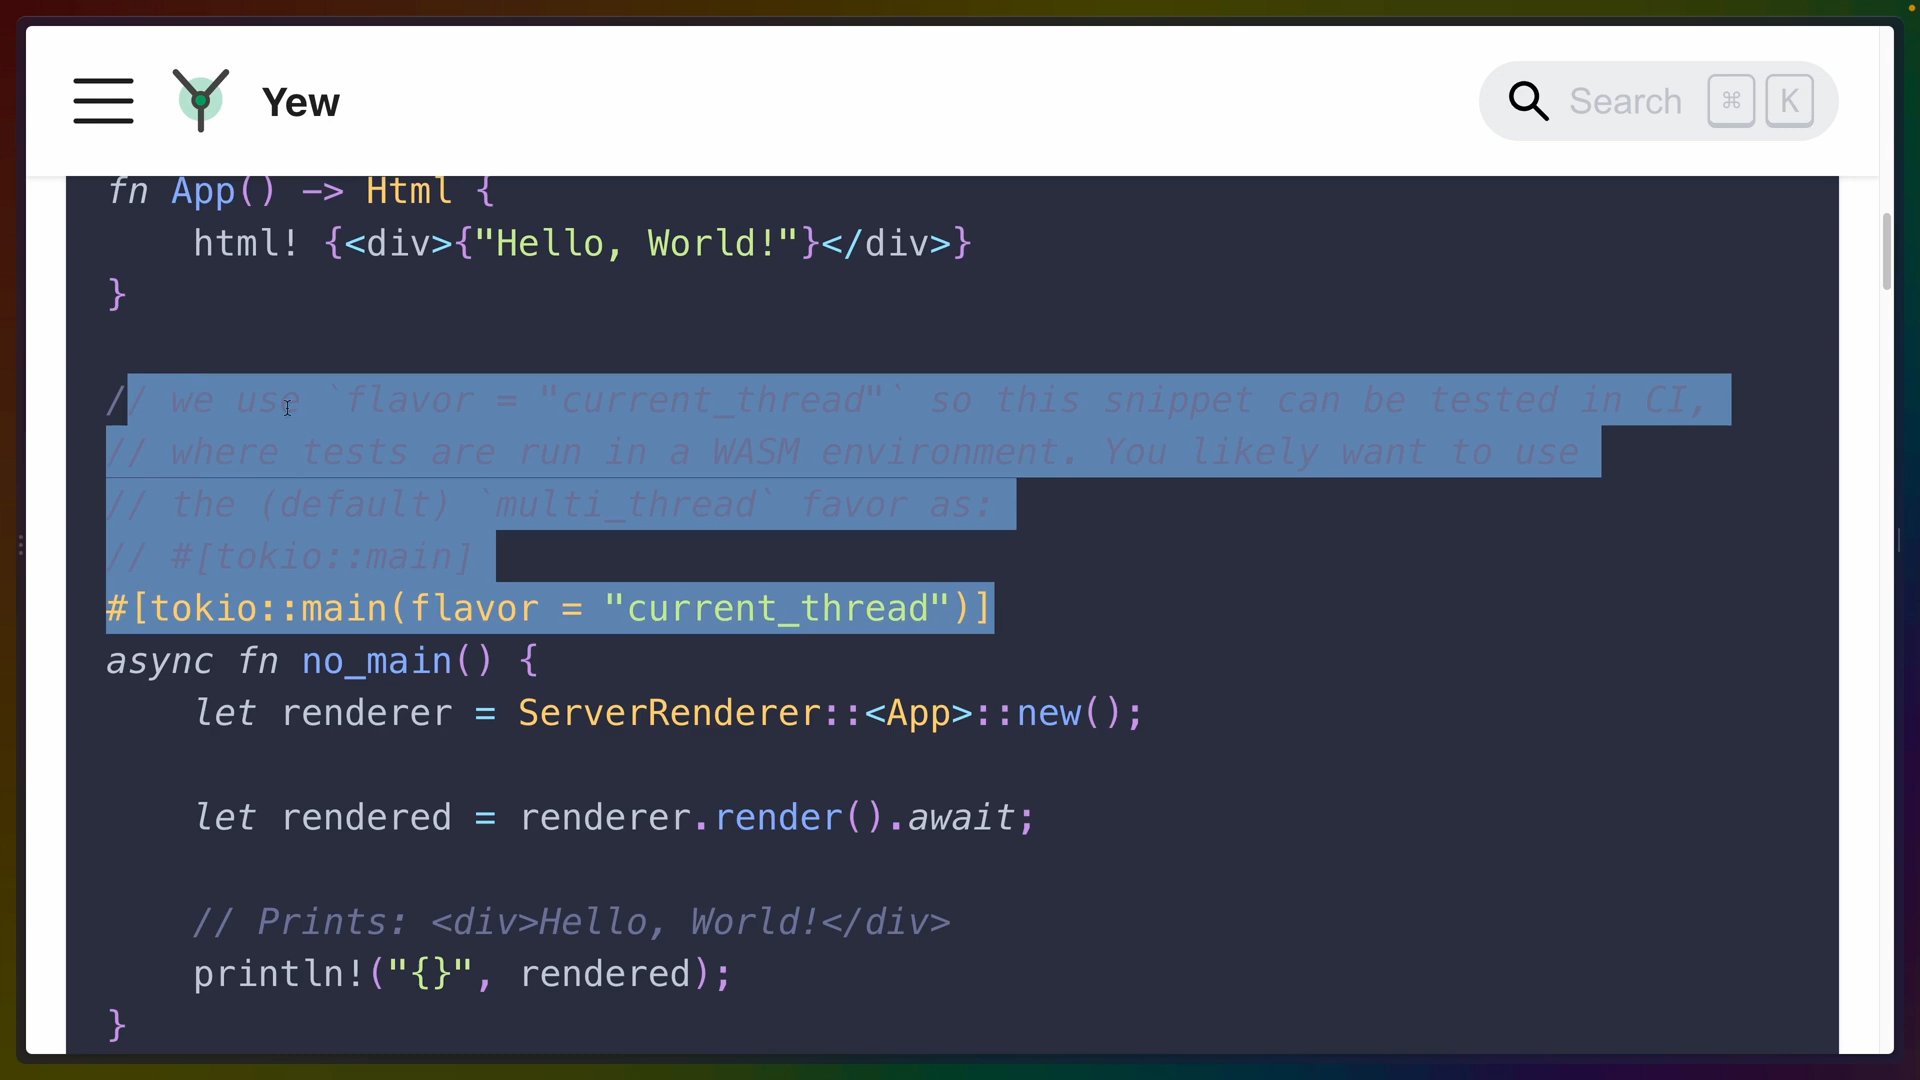 Yew
Search ⌘ K
fn App() -> Html {
    html! {<div>{"Hello, World!"}</div>}
}
// we use `flavor = "current_thread"` so this snippet can be tested in CI,
// where tests are run in a WASM environment. You likely want to use
// the (default) `multi_thread` favor as:
// #[tokio::main]
#[tokio::main(flavor = "current_thread")]
async fn no_main() {
    let renderer = ServerRenderer::<App>::new();
    let rendered = renderer.render().await;
    // Prints: <div>Hello, World!</div>
    println!("{}", rendered);
}